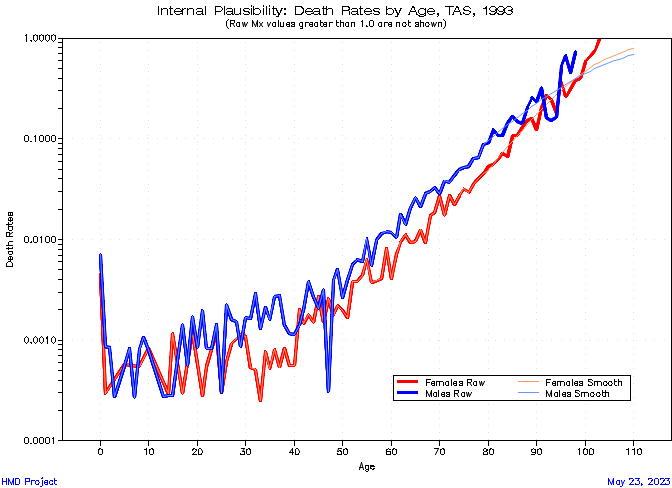 Internal Plausibility: Death Rates by Age, TAS, 1993
(Raw Mx values greater than 1.0 are not shown)
1.0000
0.1000
0.0100
0.0010
0.0001
Death Rates
0 10 20 30 40 50 60 70 80 90 100 110
Age
Females Raw Females Smooth
Males Raw Males Smooth
HMD Project May 23, 2023